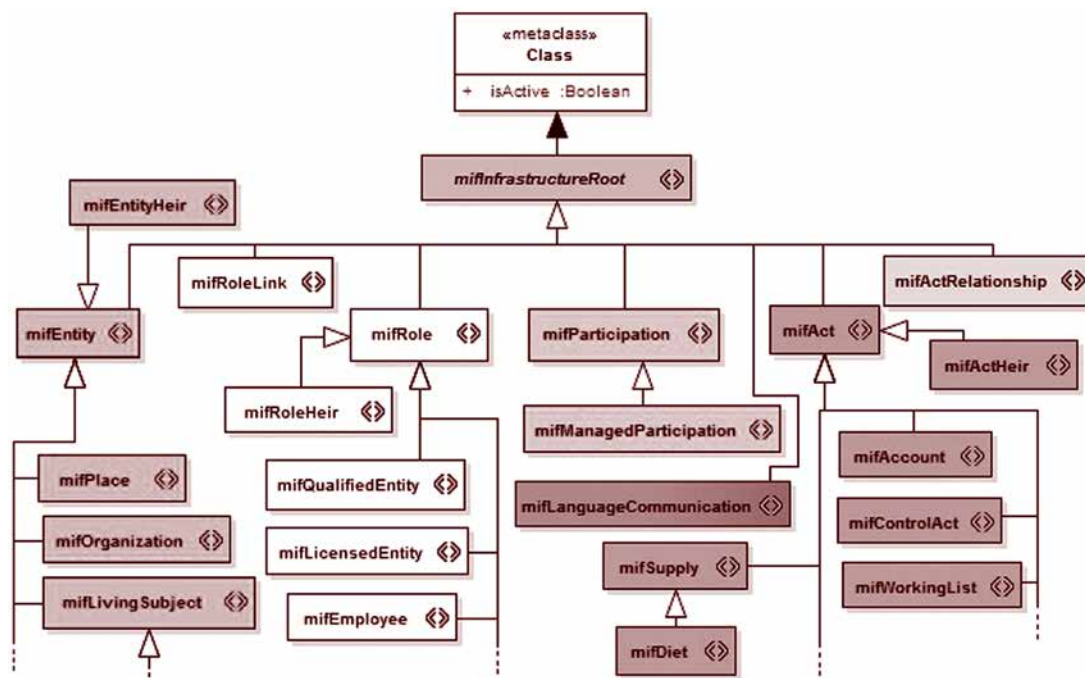 «metaclass»
Class
+ isActive :Boolean
mifInfrastructureRoot
mifEntityHeir
mifRoleLink
mifActRelationship
mifEntity
mifRole
mifParticipation
mifAct
mifActHeir
mifRoleHeir
mifManagedParticipation
mifAccount
mifPlace
mifQualifiedEntity
mifLanguageCommunication
mifControlAct
mifOrganization
mifLicensedEntity
mifSupply
mifWorkingList
mifLivingSubject
mifEmployee
mifDiet